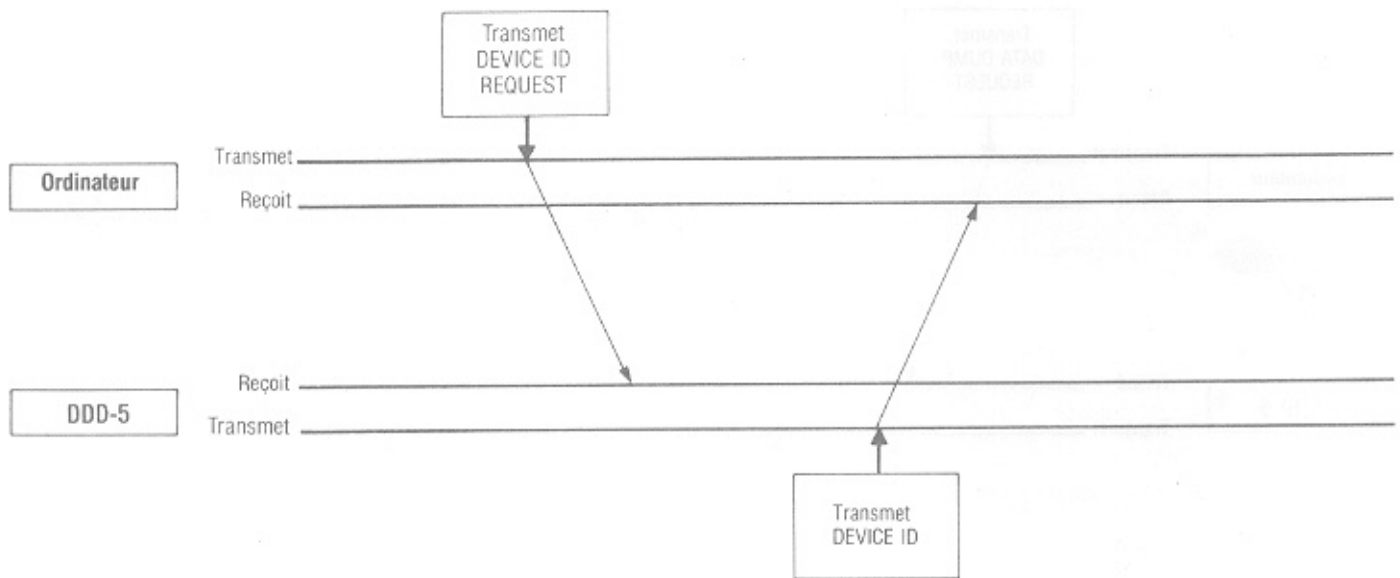 Transmet
DEVICE ID
REQUEST
Transmet
Ordinateur
Reçoit
Reçoit
DDD-5
Transmet
Transmet
DEVICE ID